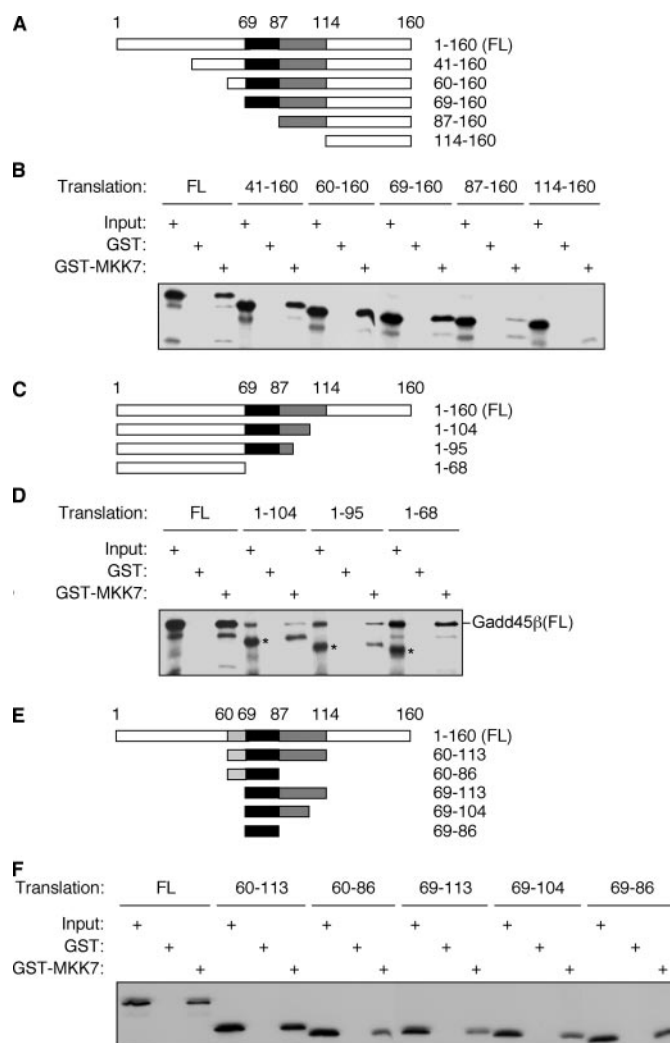 A
1 69 87 114 160
1-160 (FL)
41-160
60-160
69-160
87-160
114-160
B
Translation: FL 41-160 60-160 69-160 87-160 114-160
Input: + + + + + +
GST: + + + + + +
GST-MKK7: + + + + + +
C
1 69 87 114 160
1-160 (FL)
1-104
1-95
1-68
D
Translation: FL 1-104 1-95 1-68
Input: + + + +
GST: + + + +
GST-MKK7: + + + +
Gadd45β(FL)
* * *
E
1 60 69 87 114 160
1-160 (FL)
60-113
60-86
69-113
69-104
69-86
F
Translation: FL 60-113 60-86 69-113 69-104 69-86
Input: + + + + + +
GST: + + + + + +
GST-MKK7: + + + + + +